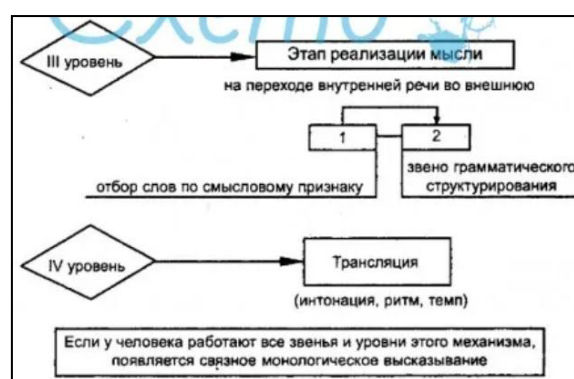 Схето
III уровень
Этап реализации мысли
на переходе внутренней речи во внешнюю
1
2
отбор слов по смысловому признаку
звено грамматического
структурирования
IV уровень
Трансляция
(интонация, ритм, темп)
Если у человека работают все звенья и уровни этого механизма,
появляется связное монологическое высказывание